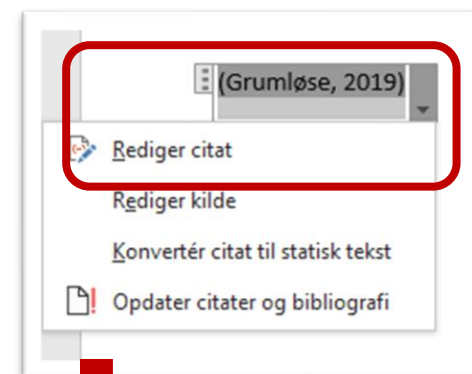 (Grumløse, 2019)
Rediger citat
Rediger kilde
Konvertér citat til statisk tekst
Opdater citater og bibliografi